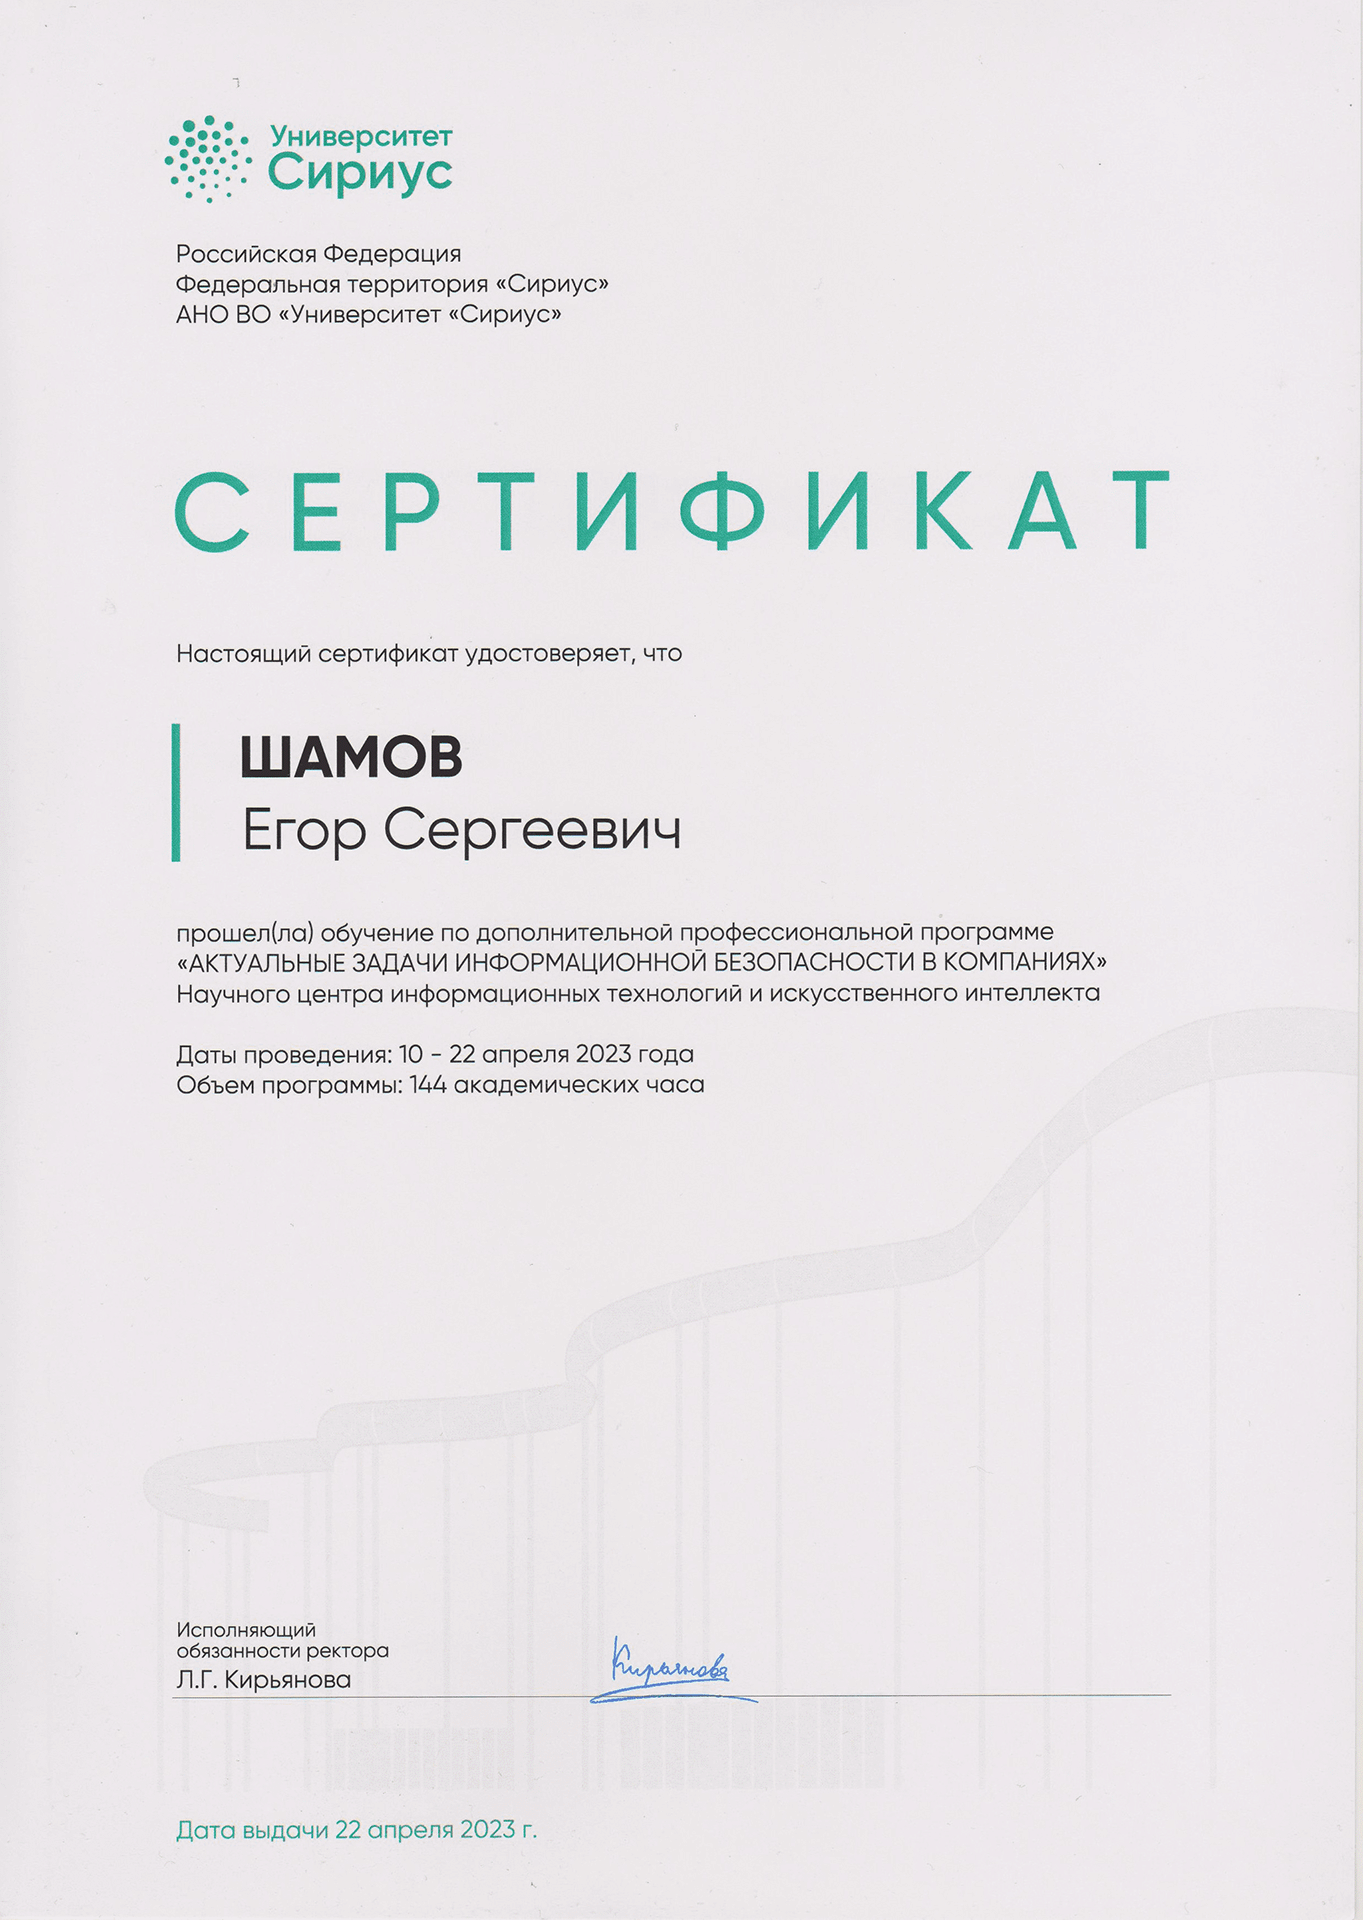 Университет
Сириус
Российская Федерация
Федеральная территория «Сириус»
АНО ВО «Университет «Сириус»
СЕРТИФИКАТ
Настоящий сертификат удостоверяет, что
ШАМОВ
Егор Сергеевич
прошел(ла) обучение по дополнительной профессиональной программе
«АКТУАЛЬНЫЕ ЗАДАЧИ ИНФОРМАЦИОННОЙ БЕЗОПАСНОСТИ В КОМПАНИЯХ»
Научного центра информационных технологий и искусственного интеллекта
Даты проведения: 10 - 22 апреля 2023 года
Объем программы: 144 академических часа
Исполняющий
обязанности ректора
Л.Г. Кирьянова
Кирьянова
Дата выдачи 22 апреля 2023 г.